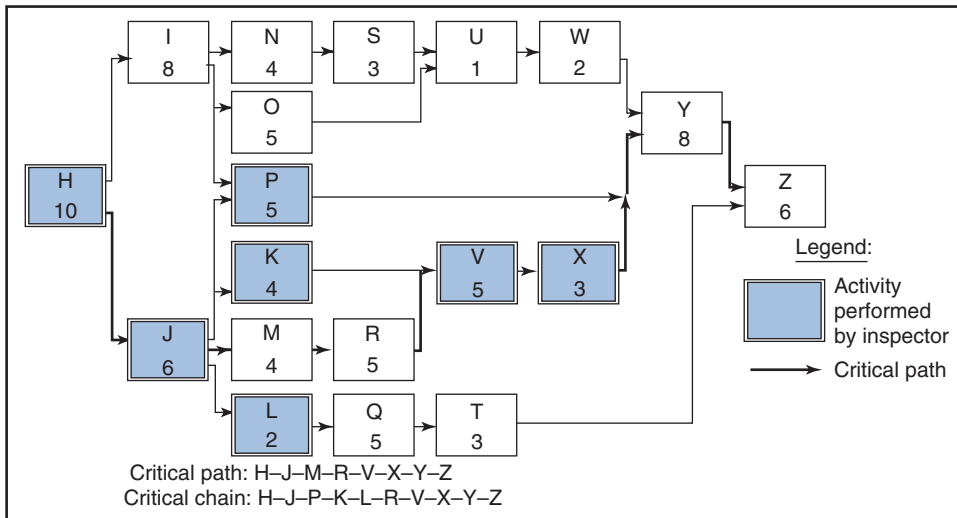 I
8
N
4
S
3
U
1
W
2
O
5
Y
8
H
10
P
5
Z
6
K
4
V
5
X
3
Legend:
Activity
performed
by inspector
J
6
M
4
R
5
Critical path
L
2
Q
5
T
3
Critical path: H–J–M–R–V–X–Y–Z
Critical chain: H–J–P–K–L–R–V–X–Y–Z